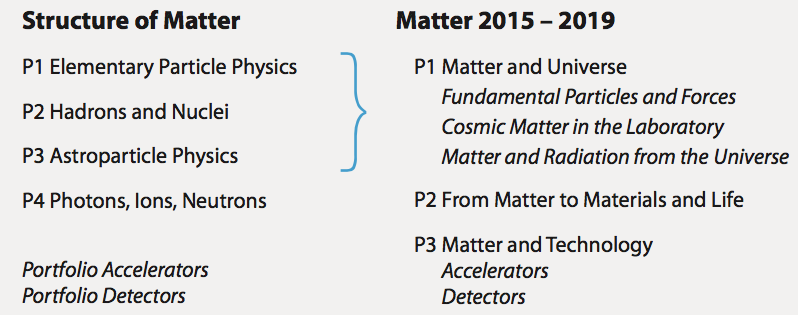 Structure of Matter
P1 Elementary Particle Physics
P2 Hadrons and Nuclei
P3 Astroparticle Physics
P4 Photons, Ions, Neutrons
Portfolio Accelerators
Portfolio Detectors
Matter 2015 – 2019
P1 Matter and Universe
Fundamental Particles and Forces
Cosmic Matter in the Laboratory
Matter and Radiation from the Universe
P2 From Matter to Materials and Life
P3 Matter and Technology
Accelerators
Detectors